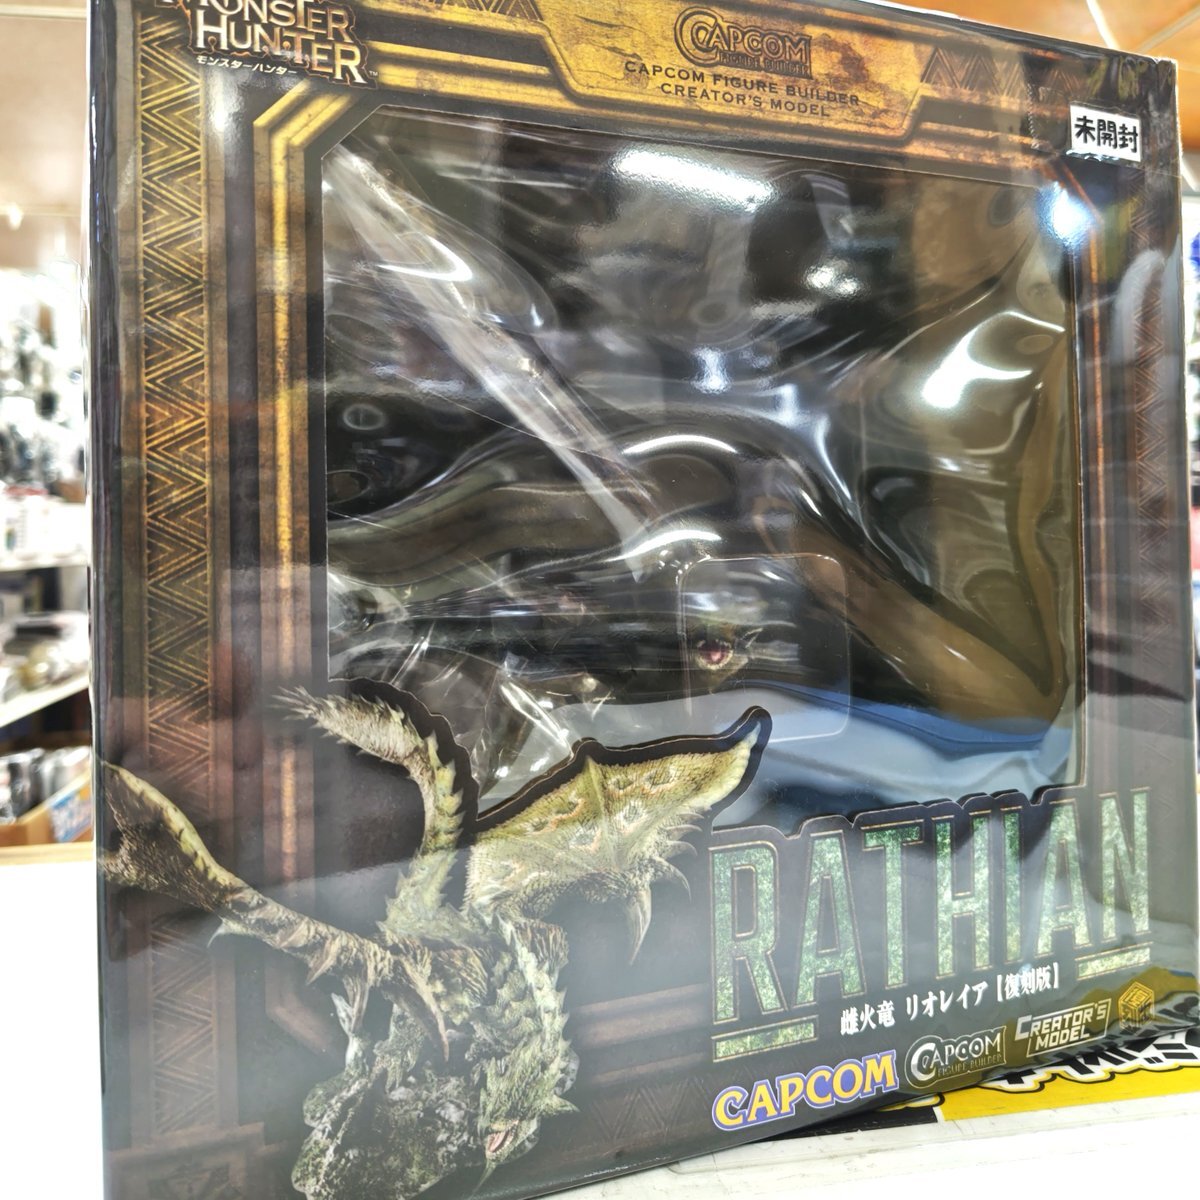 MONSTER
HUNTER
モンスターハンター
CAPCOM
FIGURE BUILDER
CAPCOM FIGURE BUILDER
CREATOR'S MODEL
未開封
RATHIAN
雌火竜 リオレイア【復刻版】
CAPCOM
CAPCOM
FIGURE BUILDER
CREATOR'S
MODEL